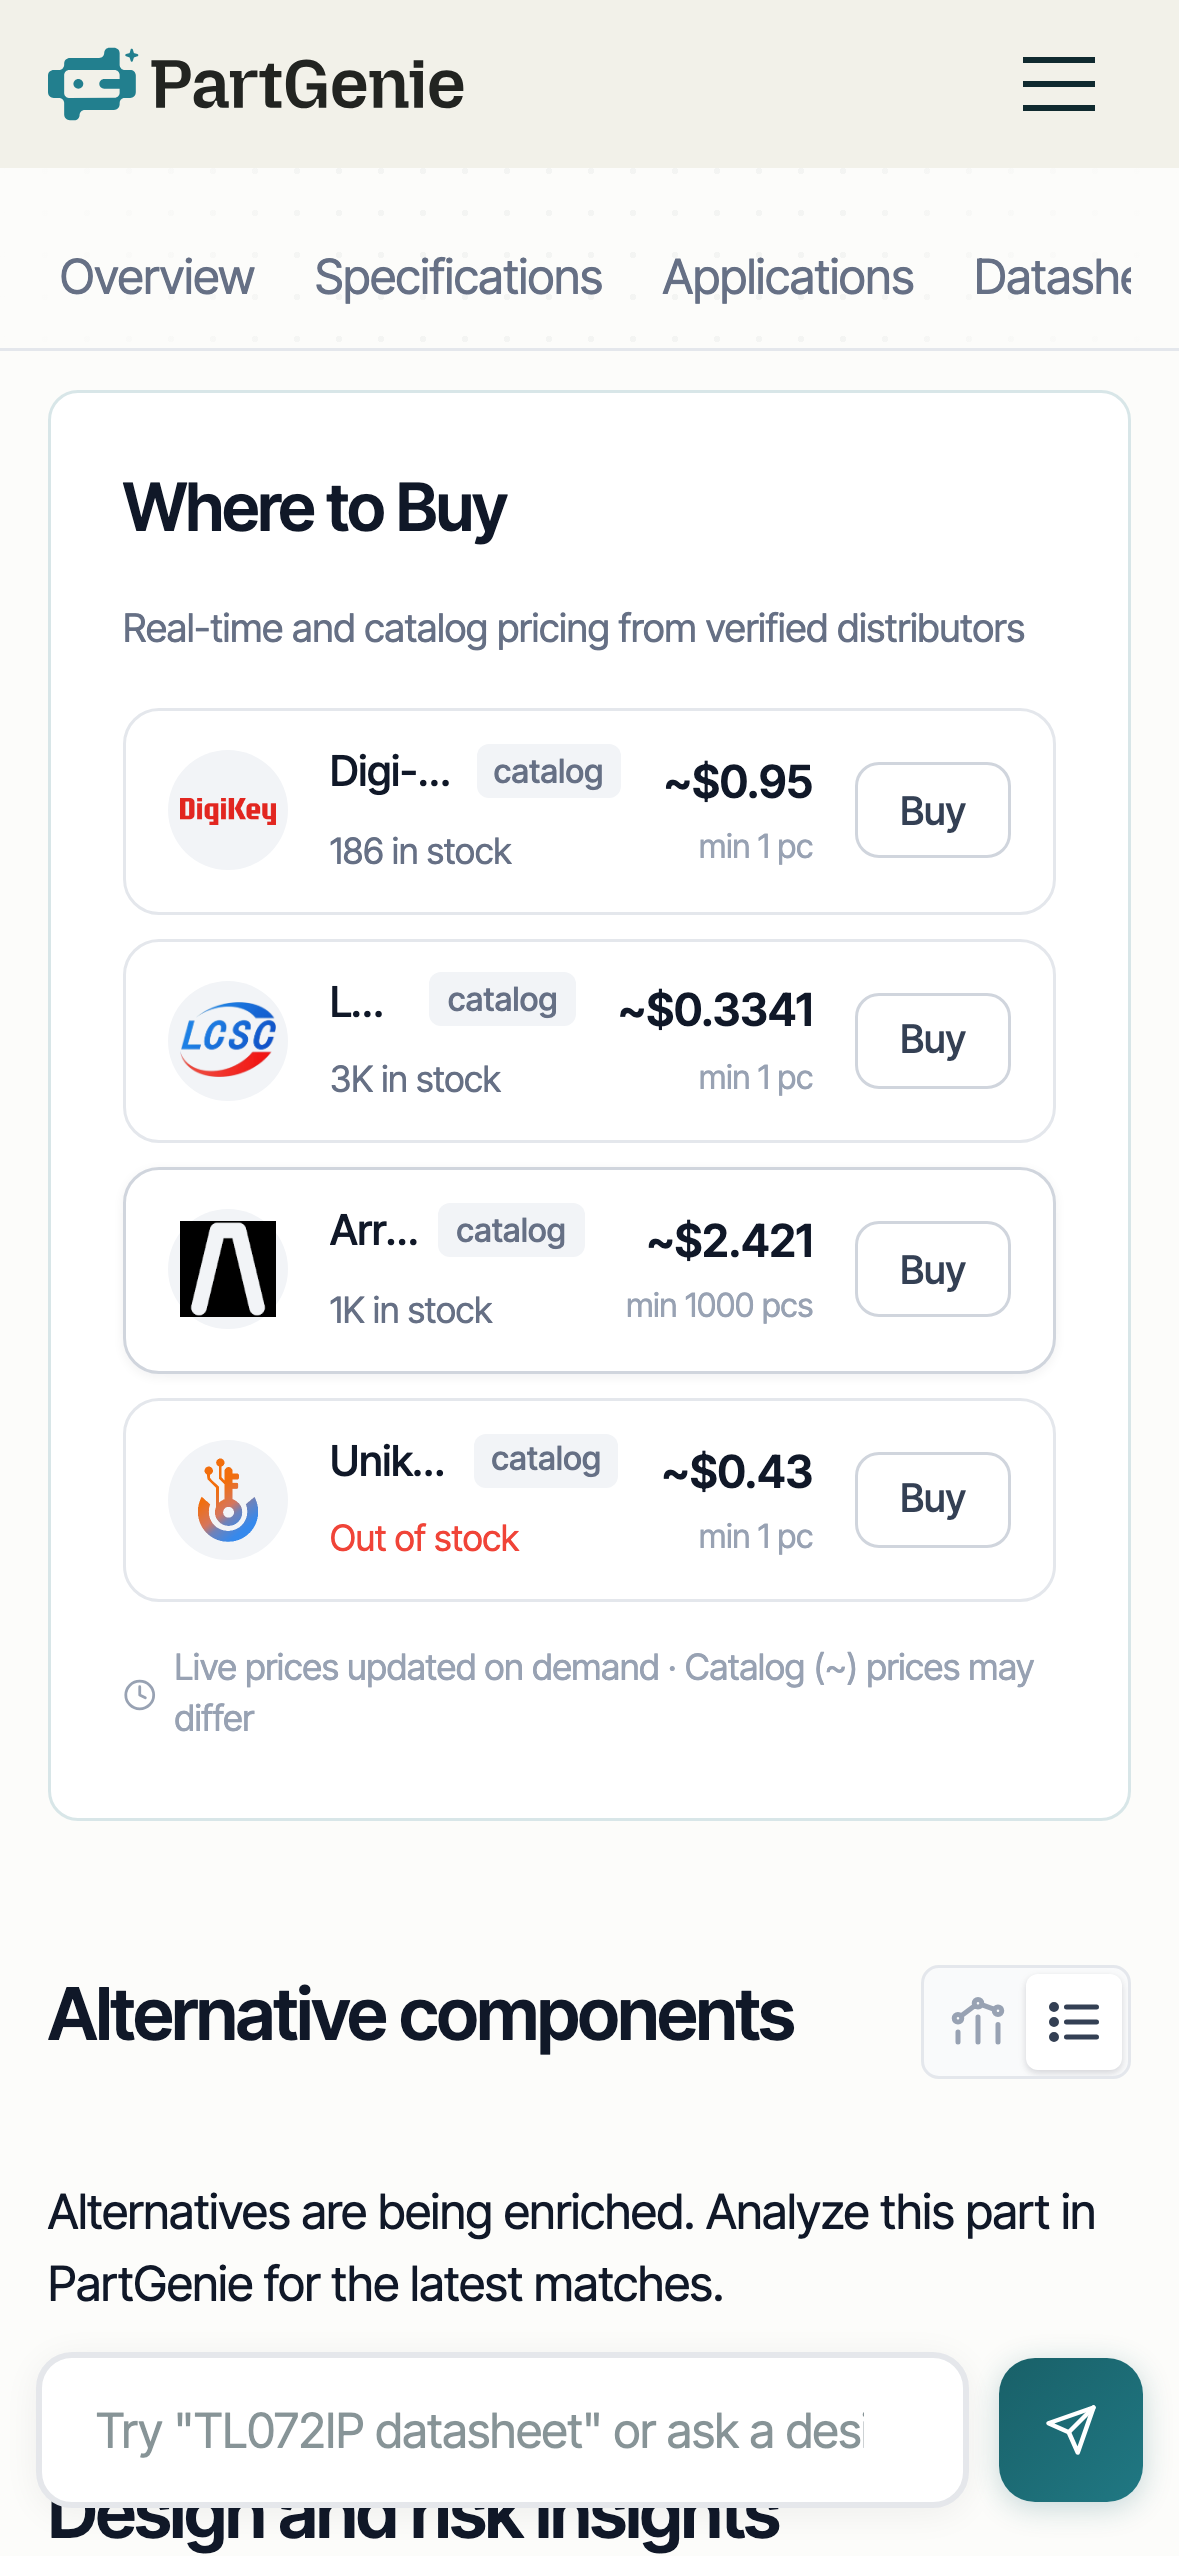 PartGenie
Overview Specifications Applications Datashe
Where to Buy
Real-time and catalog pricing from verified distributors
DigiKey
Digi-... catalog
186 in stock
~$0.95
min 1 pc
Buy
LCSC
L... catalog
3K in stock
~$0.3341
min 1 pc
Buy
Arr... catalog
1K in stock
~$2.421
min 1000 pcs
Buy
Unik... catalog
Out of stock
~$0.43
min 1 pc
Buy
Live prices updated on demand · Catalog (~) prices may
differ
Alternative components
Alternatives are being enriched. Analyze this part in
PartGenie for the latest matches.
Try "TL072IP datasheet" or ask a desi
Design and risk insights